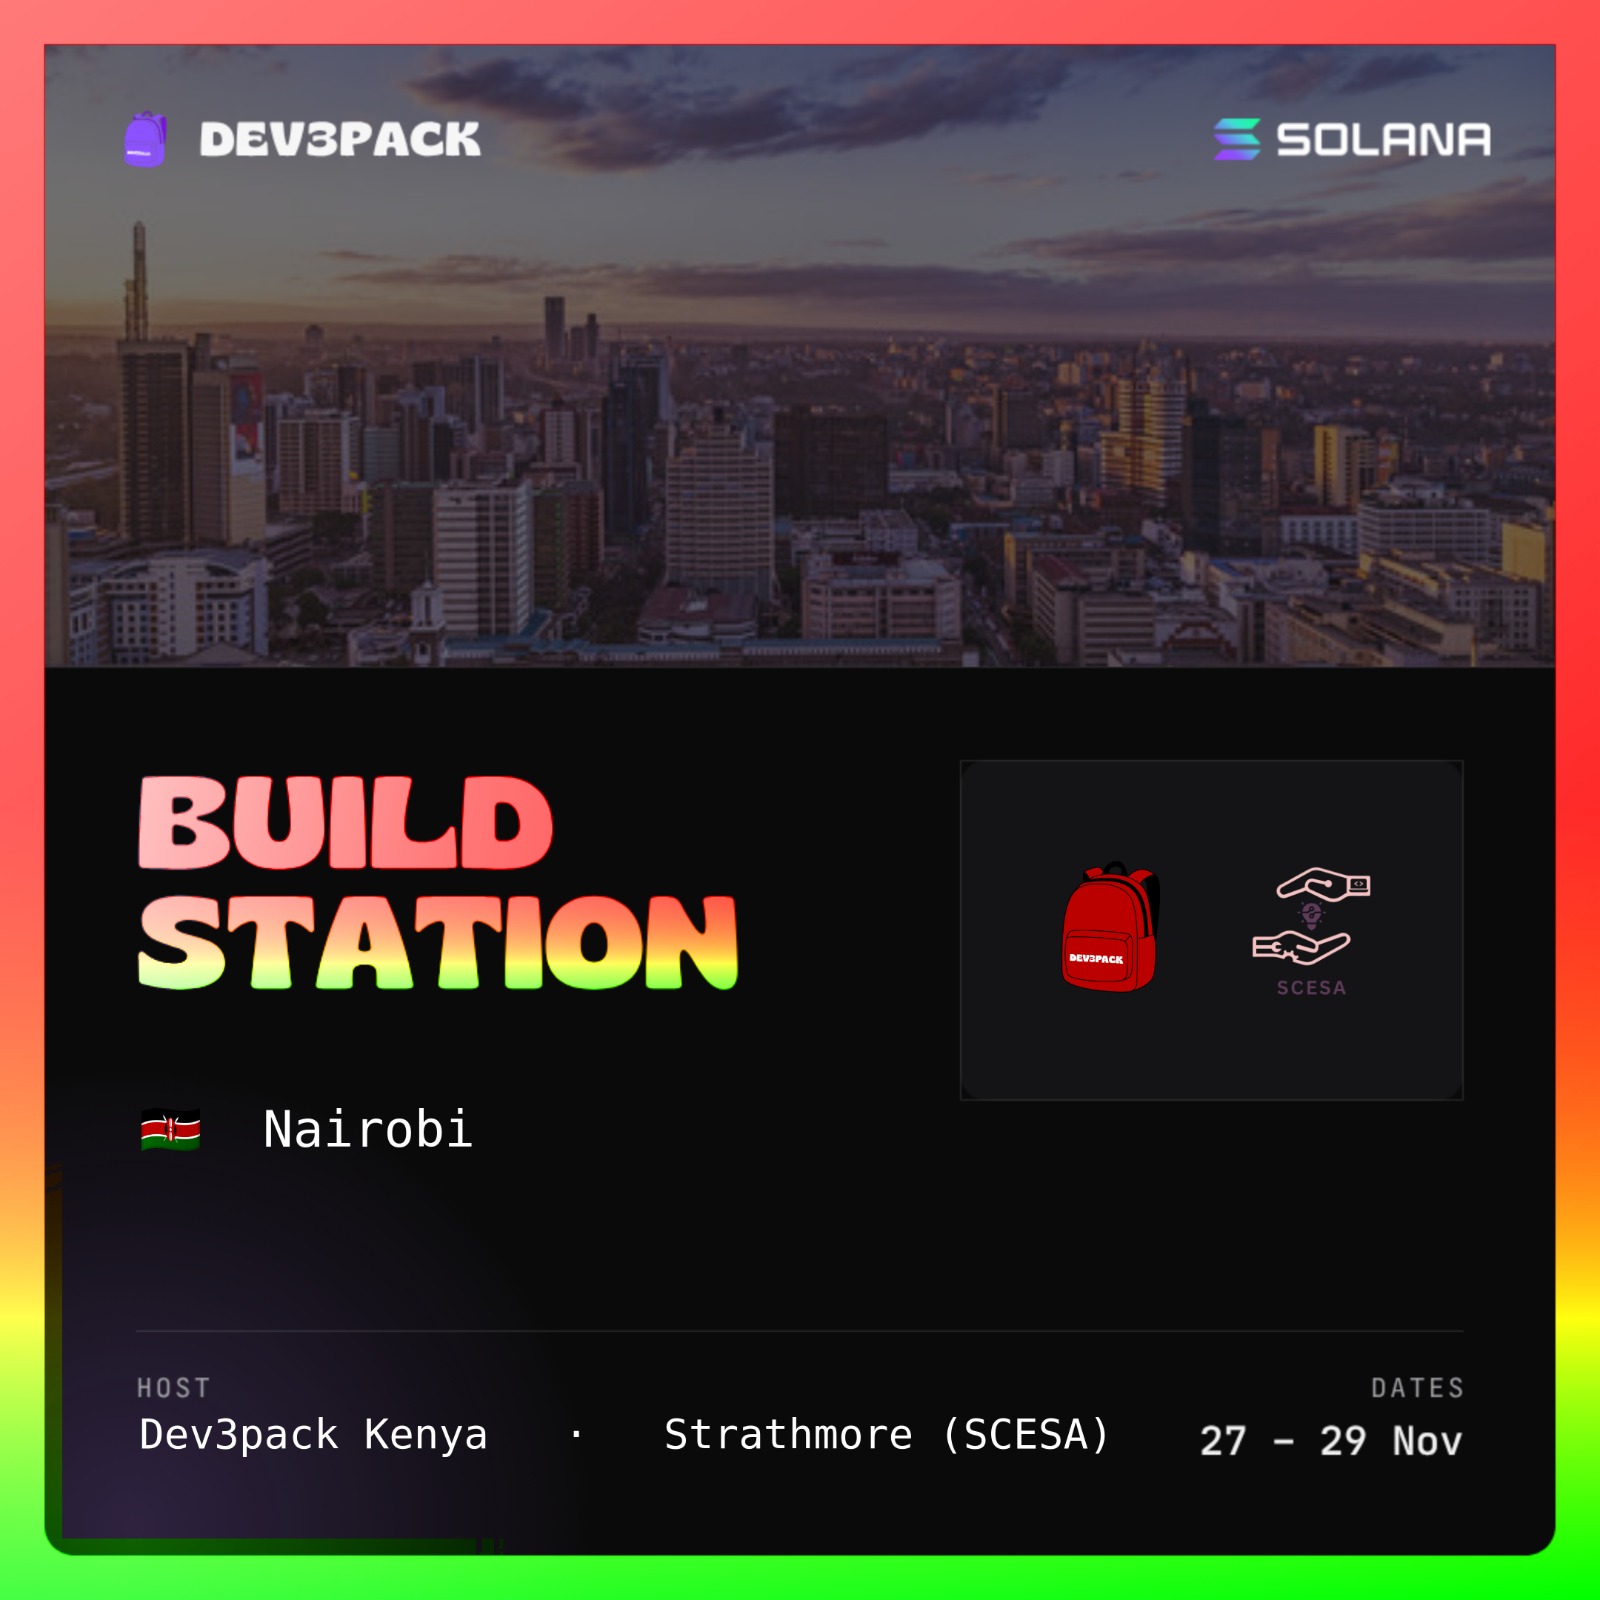 DEV3PACK
SOLANA
BUILD
STATION
DEV3PACK
SCESA
Nairobi
HOST
DATES
Dev3pack Kenya · Strathmore (SCESA)
27 – 29 Nov